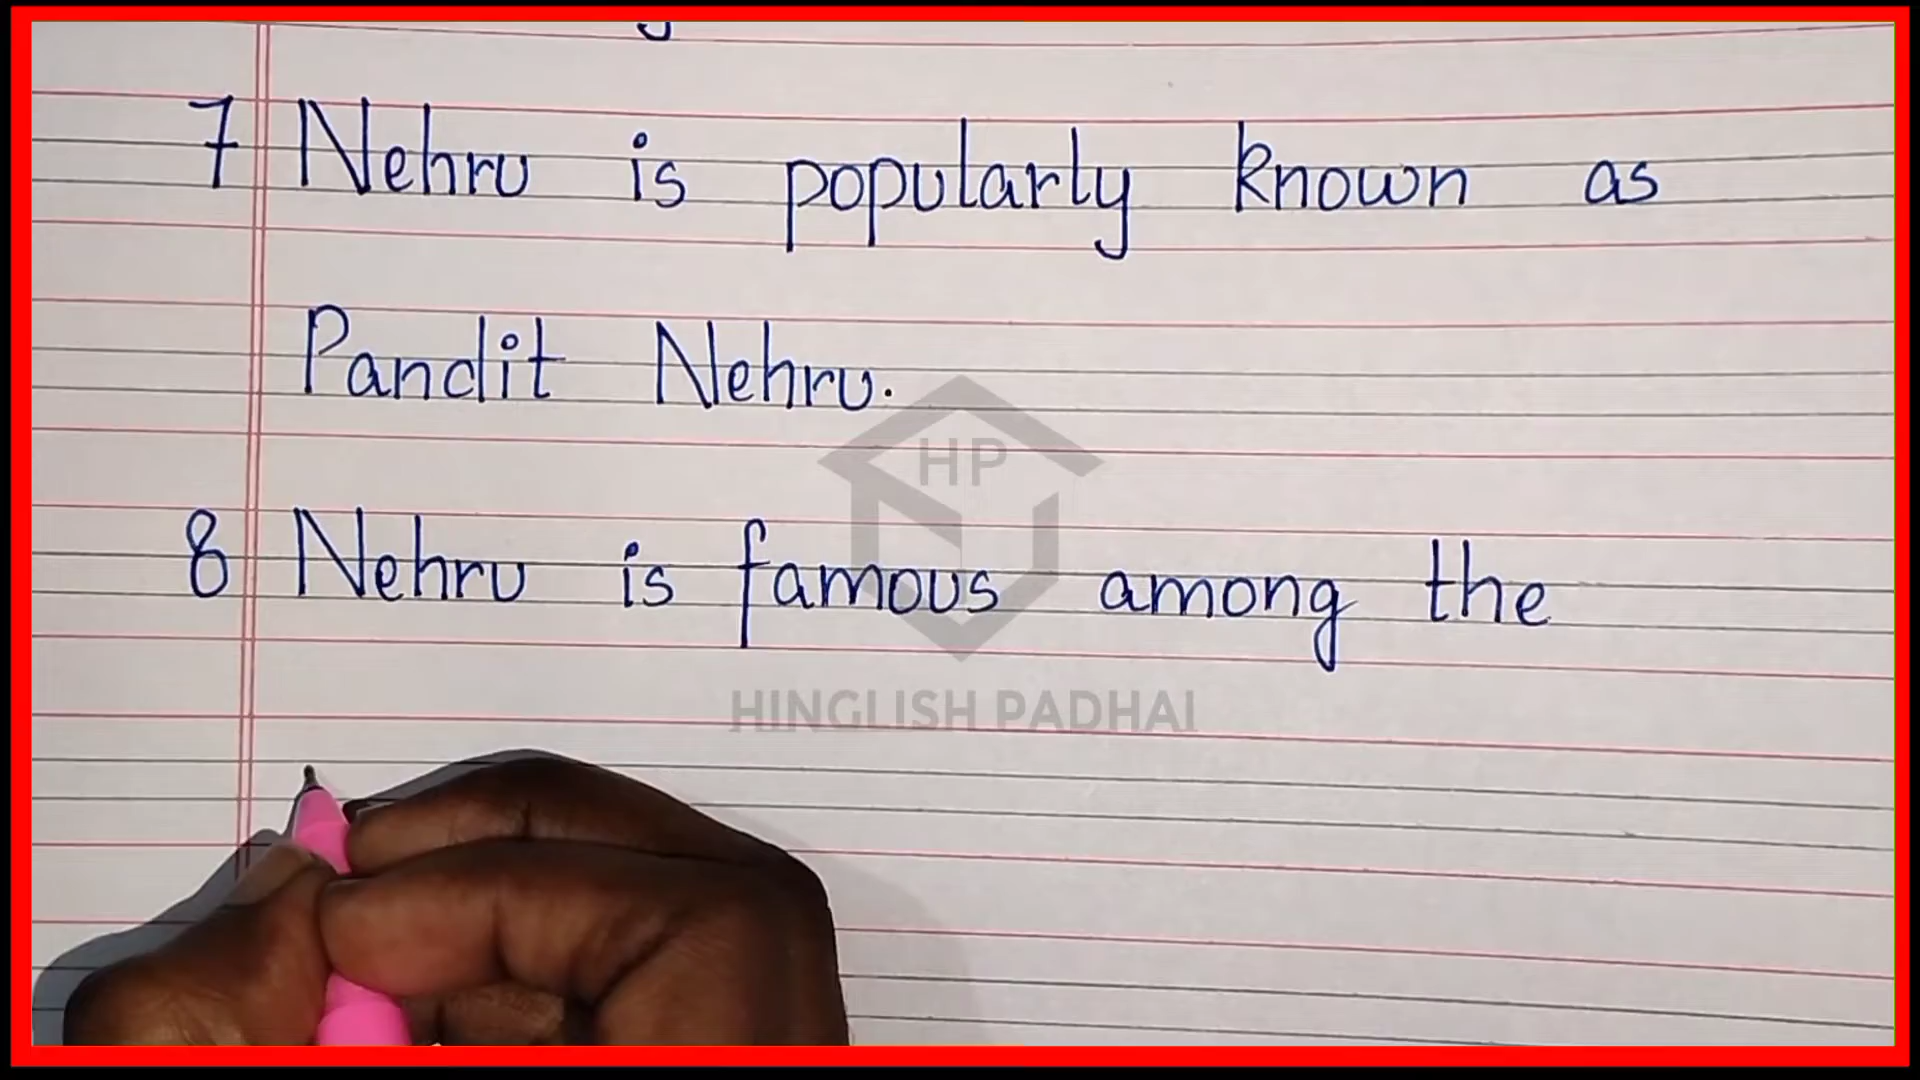 7 Nehru is popularly known as
Pandit Nehru.
HP
8 Nehru is famous among the
HINGLISH PADHAI